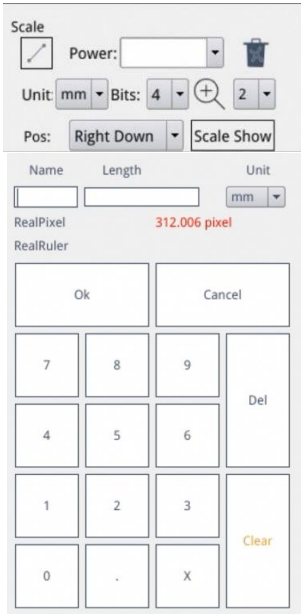 Scale
Power:
Unit: mm Bits: 4 2
Pos: Right Down Scale Show
Name Length Unit
mm
RealPixel 312.006 pixel
RealRuler
Ok Cancel
7 8 9
Del
4 5 6
1 2 3
Clear
0 . X